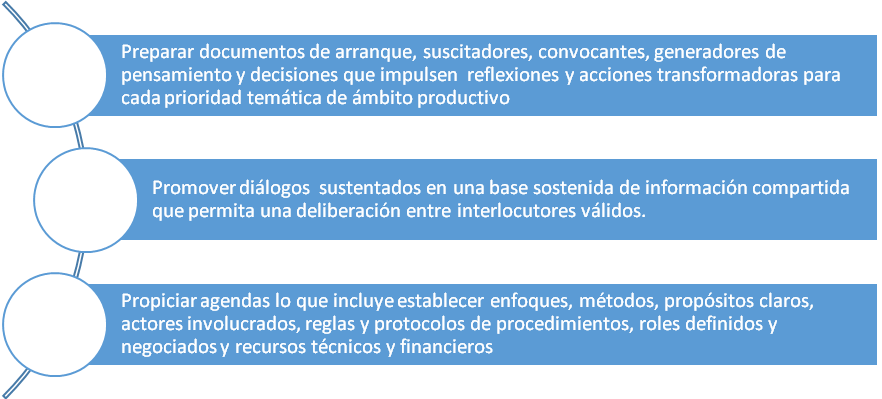 Preparar documentos de arranque, suscitadores, convocantes, generadores de
pensamiento y decisiones que impulsen reflexiones y acciones transformadoras para
cada prioridad temática de ámbito productivo
Promover diálogos sustentados en una base sostenida de información compartida
que permita una deliberación entre interlocutores válidos.
Propiciar agendas lo que incluye establecer enfoques, métodos, propósitos claros,
actores involucrados, reglas y protocolos de procedimientos, roles definidos y
negociados y recursos técnicos y financieros